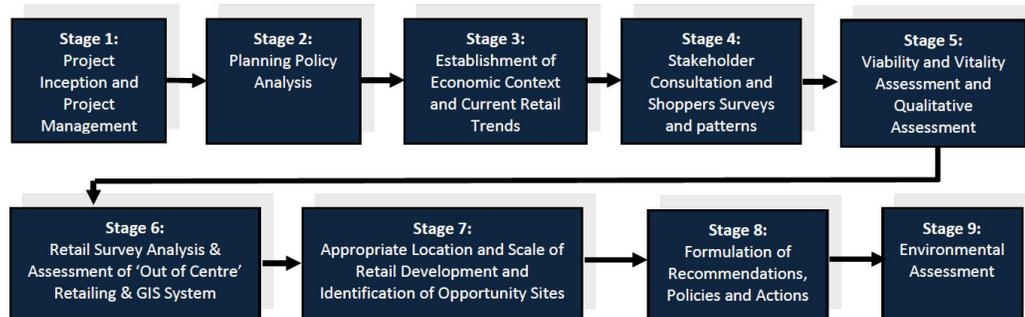 Stage 1:
Project
Inception and
Project
Management
Stage 2:
Planning Policy
Analysis
Stage 3:
Establishment of
Economic Context
and Current Retail
Trends
Stage 4:
Stakeholder
Consultation and
Shoppers Surveys
and patterns
Stage 5:
Viability and Vitality
Assessment and
Qualitative
Assessment
Stage 6:
Retail Survey Analysis &
Assessment of ‘Out of Centre’
Retailing & GIS System
Stage 7:
Appropriate Location and Scale of
Retail Development and
Identification of Opportunity Sites
Stage 8:
Formulation of
Recommendations,
Policies and Actions
Stage 9:
Environmental
Assessment